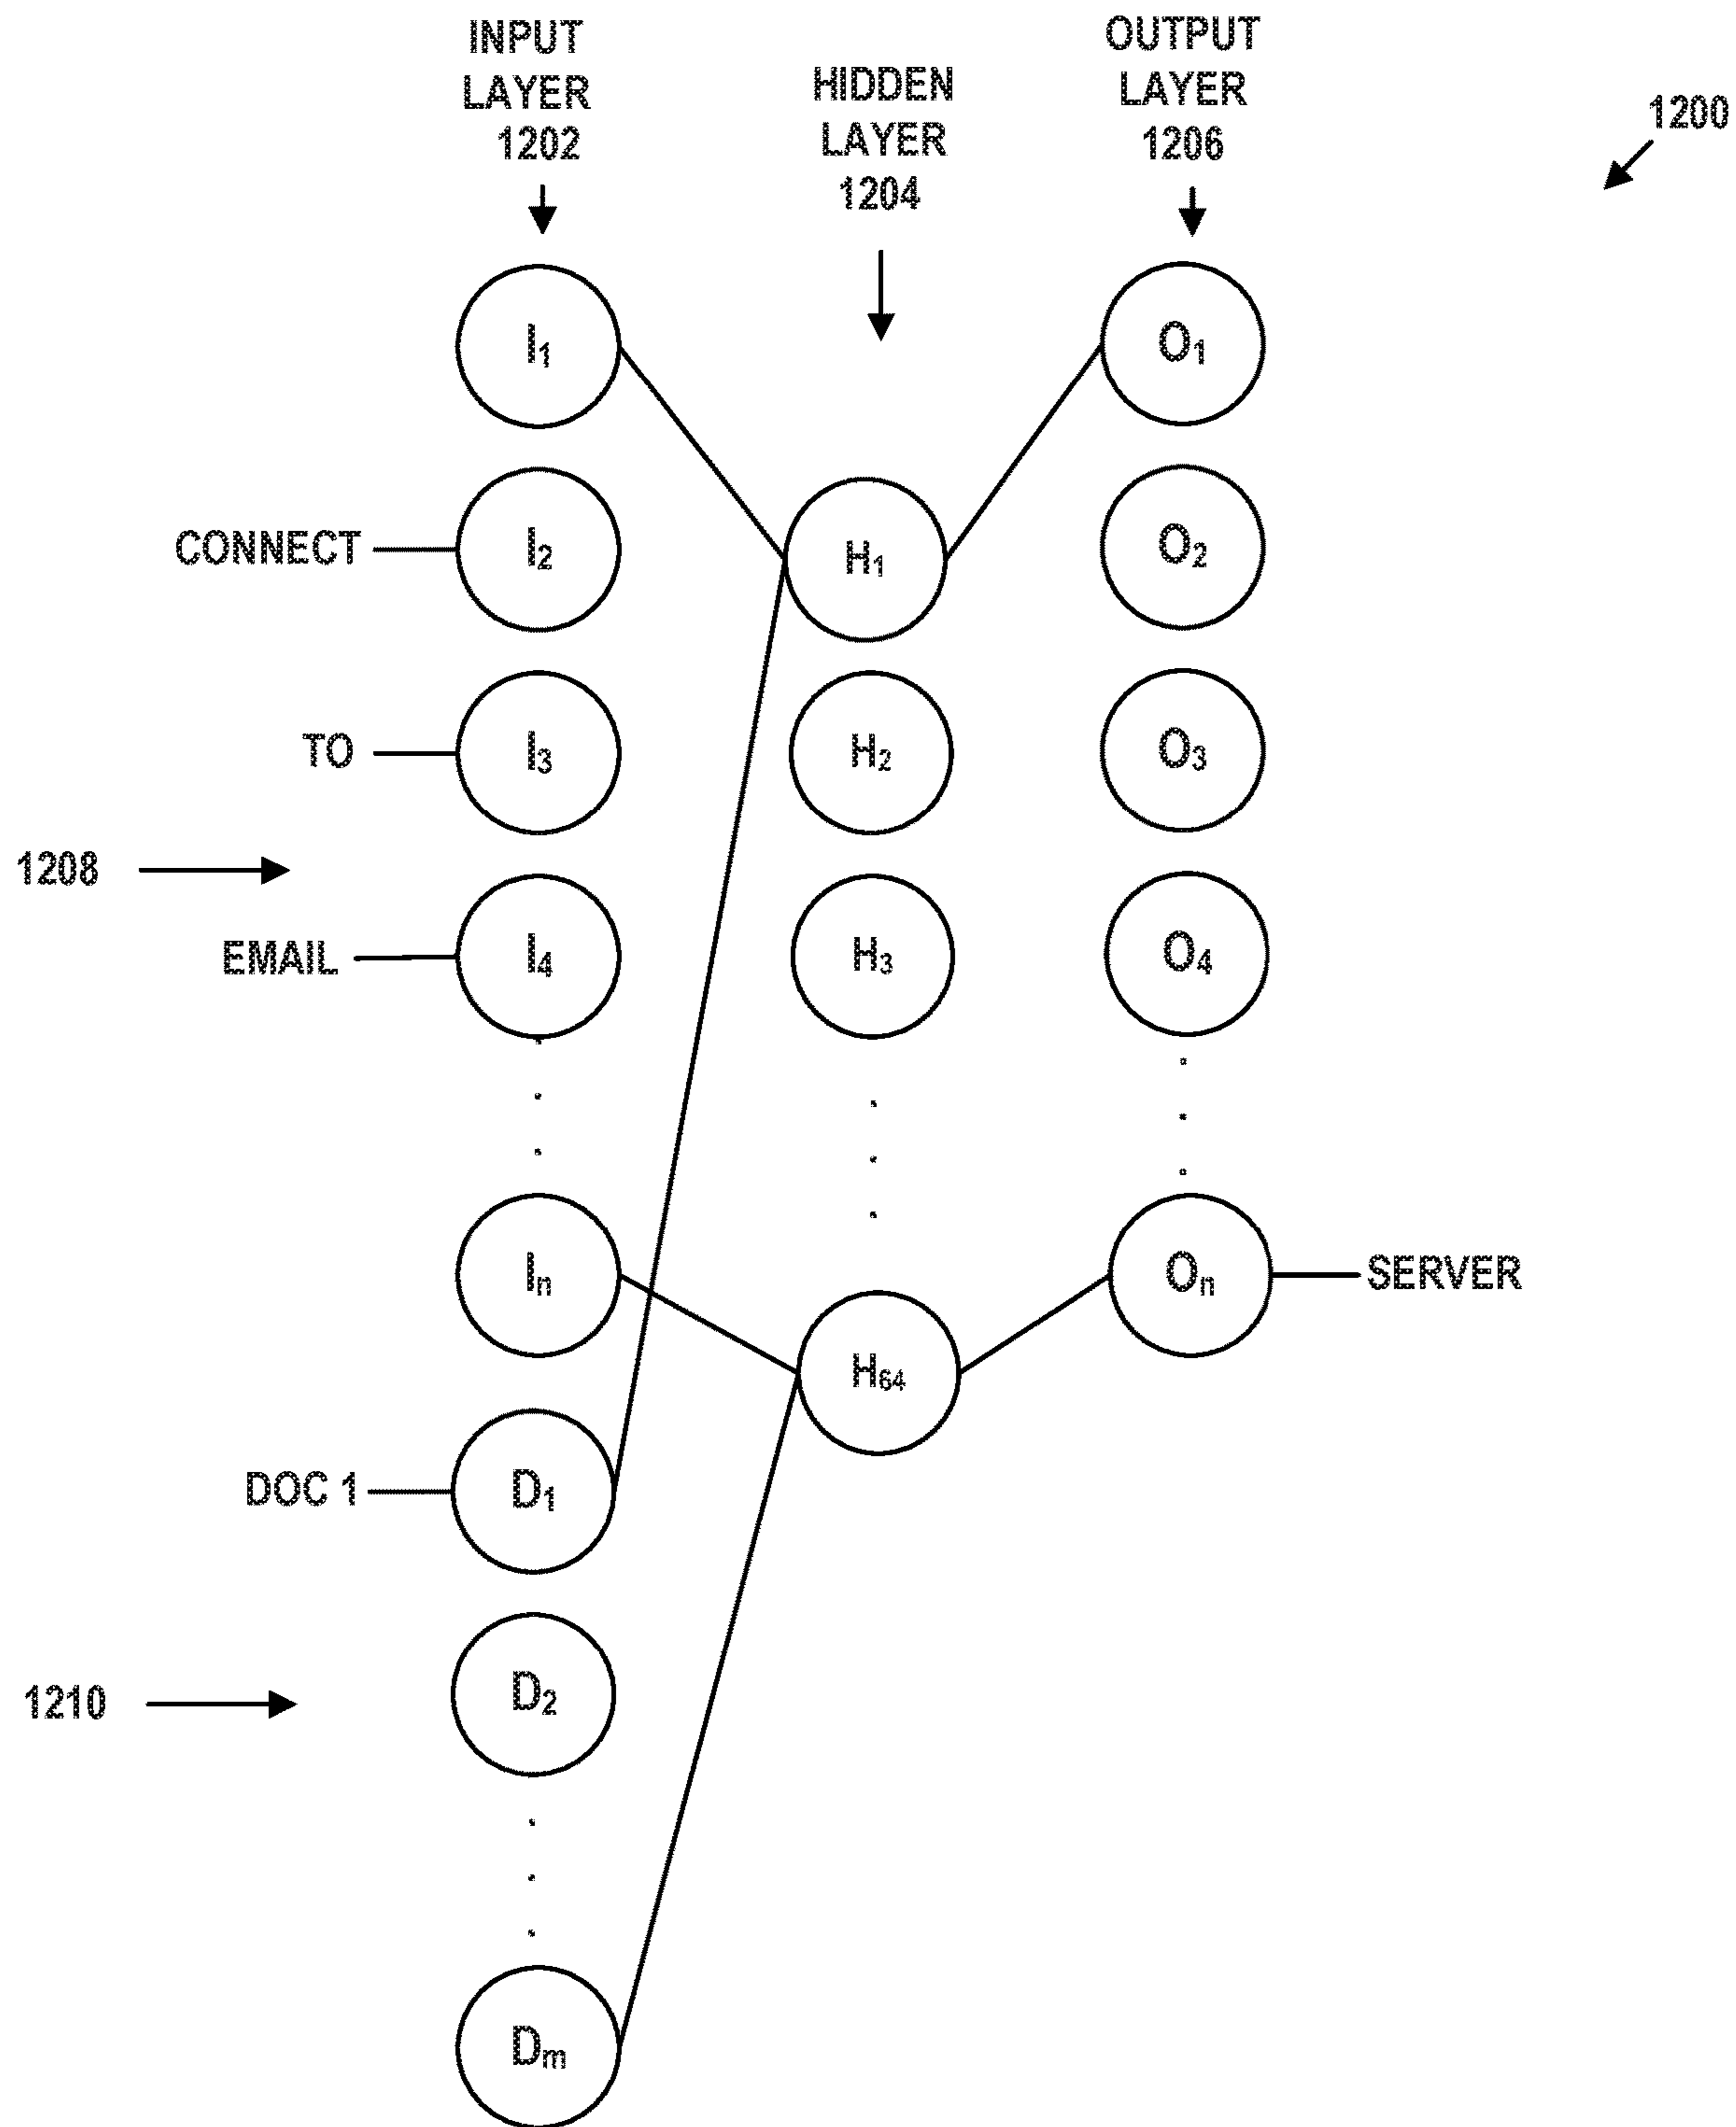 INPUT
LAYER
1202
HIDDEN
LAYER
1204
OUTPUT
LAYER
1206
1200
I1
O1
CONNECT
I2
H1
O2
TO
I3
H2
O3
1208
EMAIL
I4
H3
O4
In
On
SERVER
H64
DOC 1
D1
1210
D2
Dm